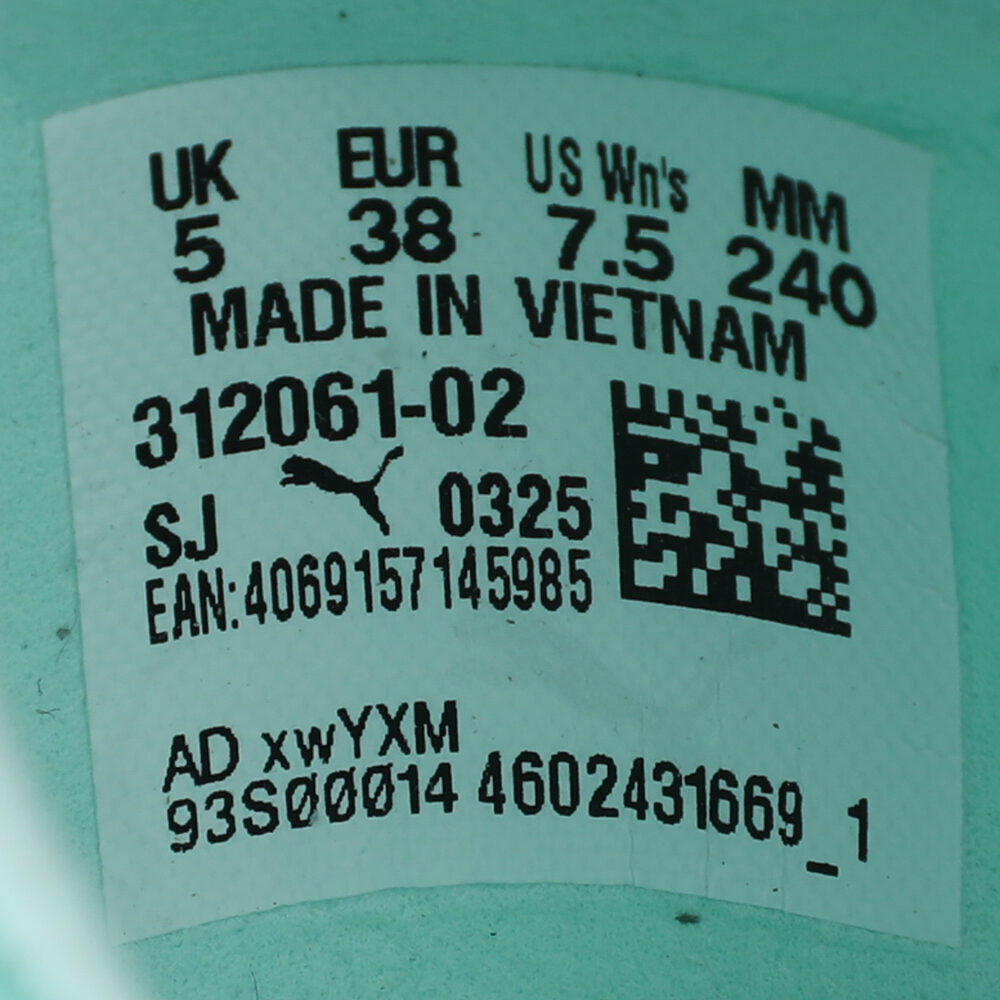 UK EUR US Wn's MM
5 38 7.5 240
MADE IN VIETNAM
312061-02
SJ 0325
EAN:4069157145985
AD xwYXM
93SØØØ14 4602431669_1